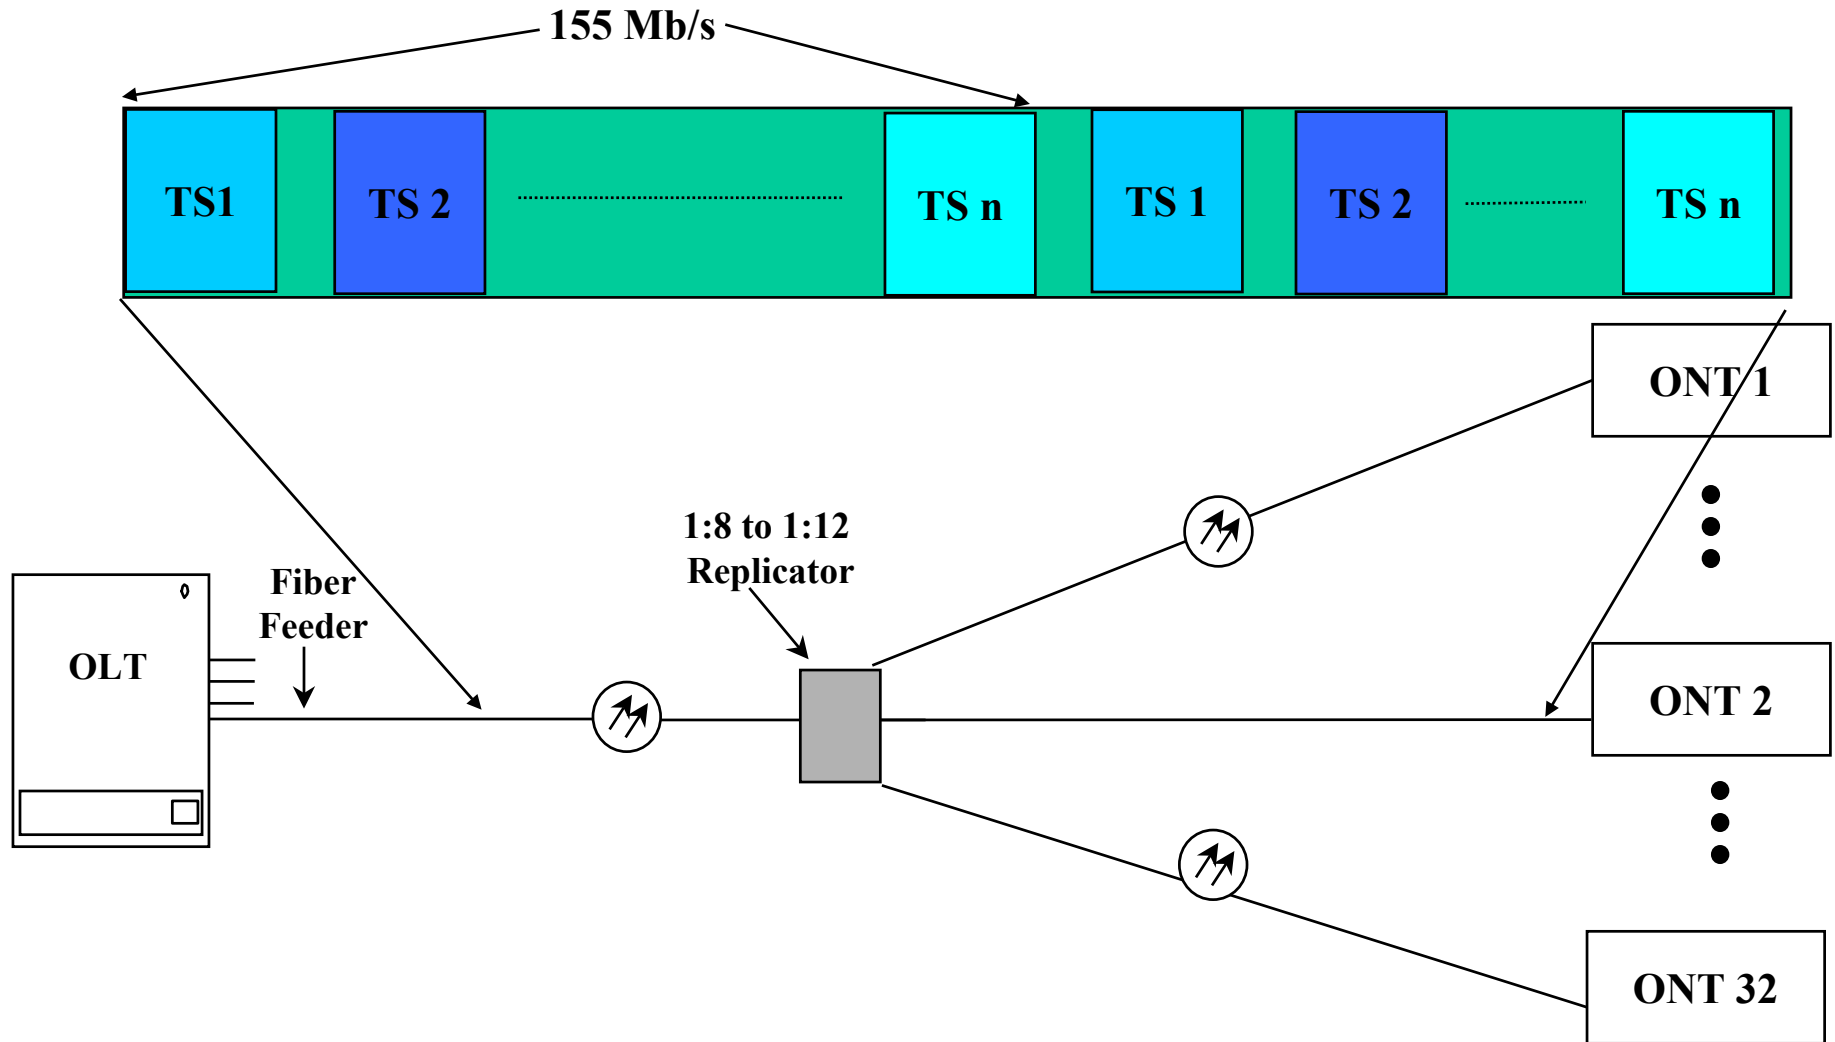 155 Mb/s
TS1
TS 2
TS n
TS 1
TS 2
TS n
ONT 1
1:8 to 1:12
Replicator
Fiber
Feeder
OLT
ONT 2
ONT 32